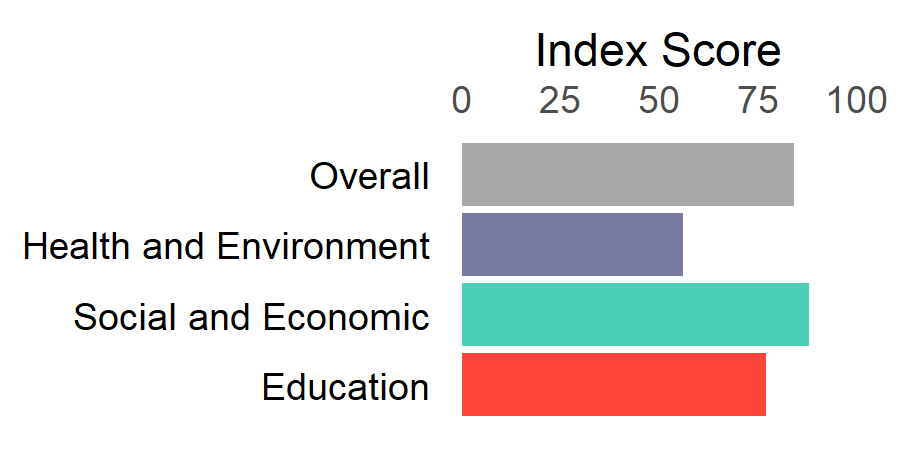 Index Score
0 25 50 75 100
Overall
Health and Environment
Social and Economic
Education